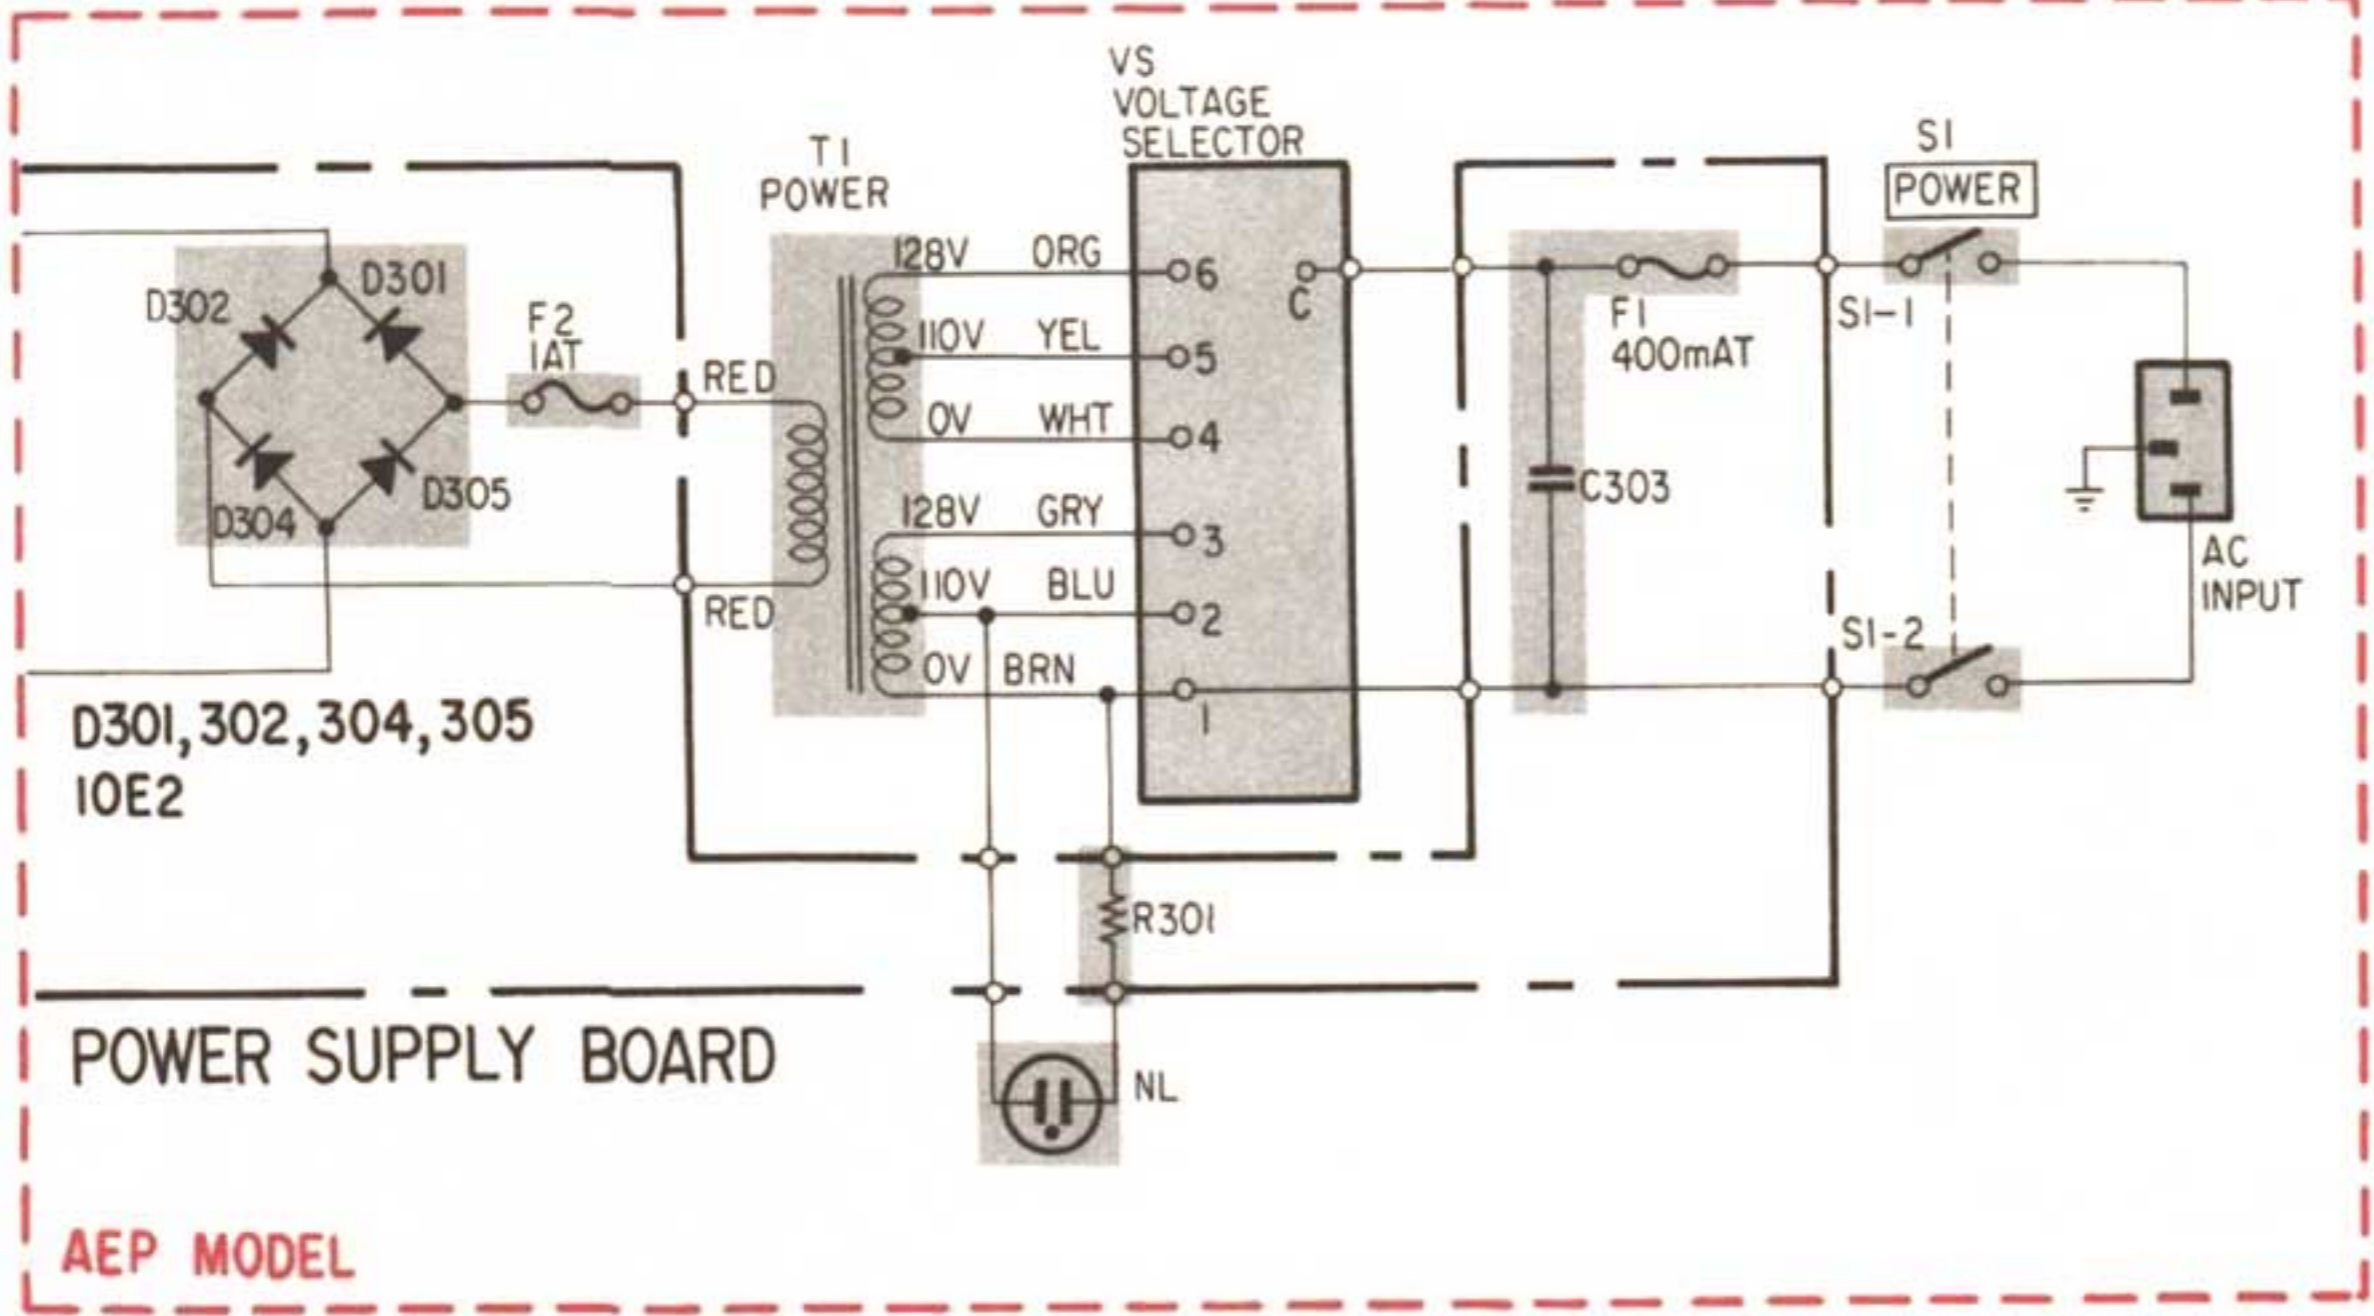 VS
VOLTAGE
SELECTOR
T1
POWER
S1
POWER
D302
D301
F2
1AT
RED
RED
128V ORG
110V YEL
0V WHT
128V GRY
110V BLU
0V BRN
6
5
4
3
2
1
C
F1
400mAT
S1-1
C303
D304
D305
AC
INPUT
S1-2
D301,302,304,305
10E2
R301
POWER SUPPLY BOARD
NL
AEP MODEL